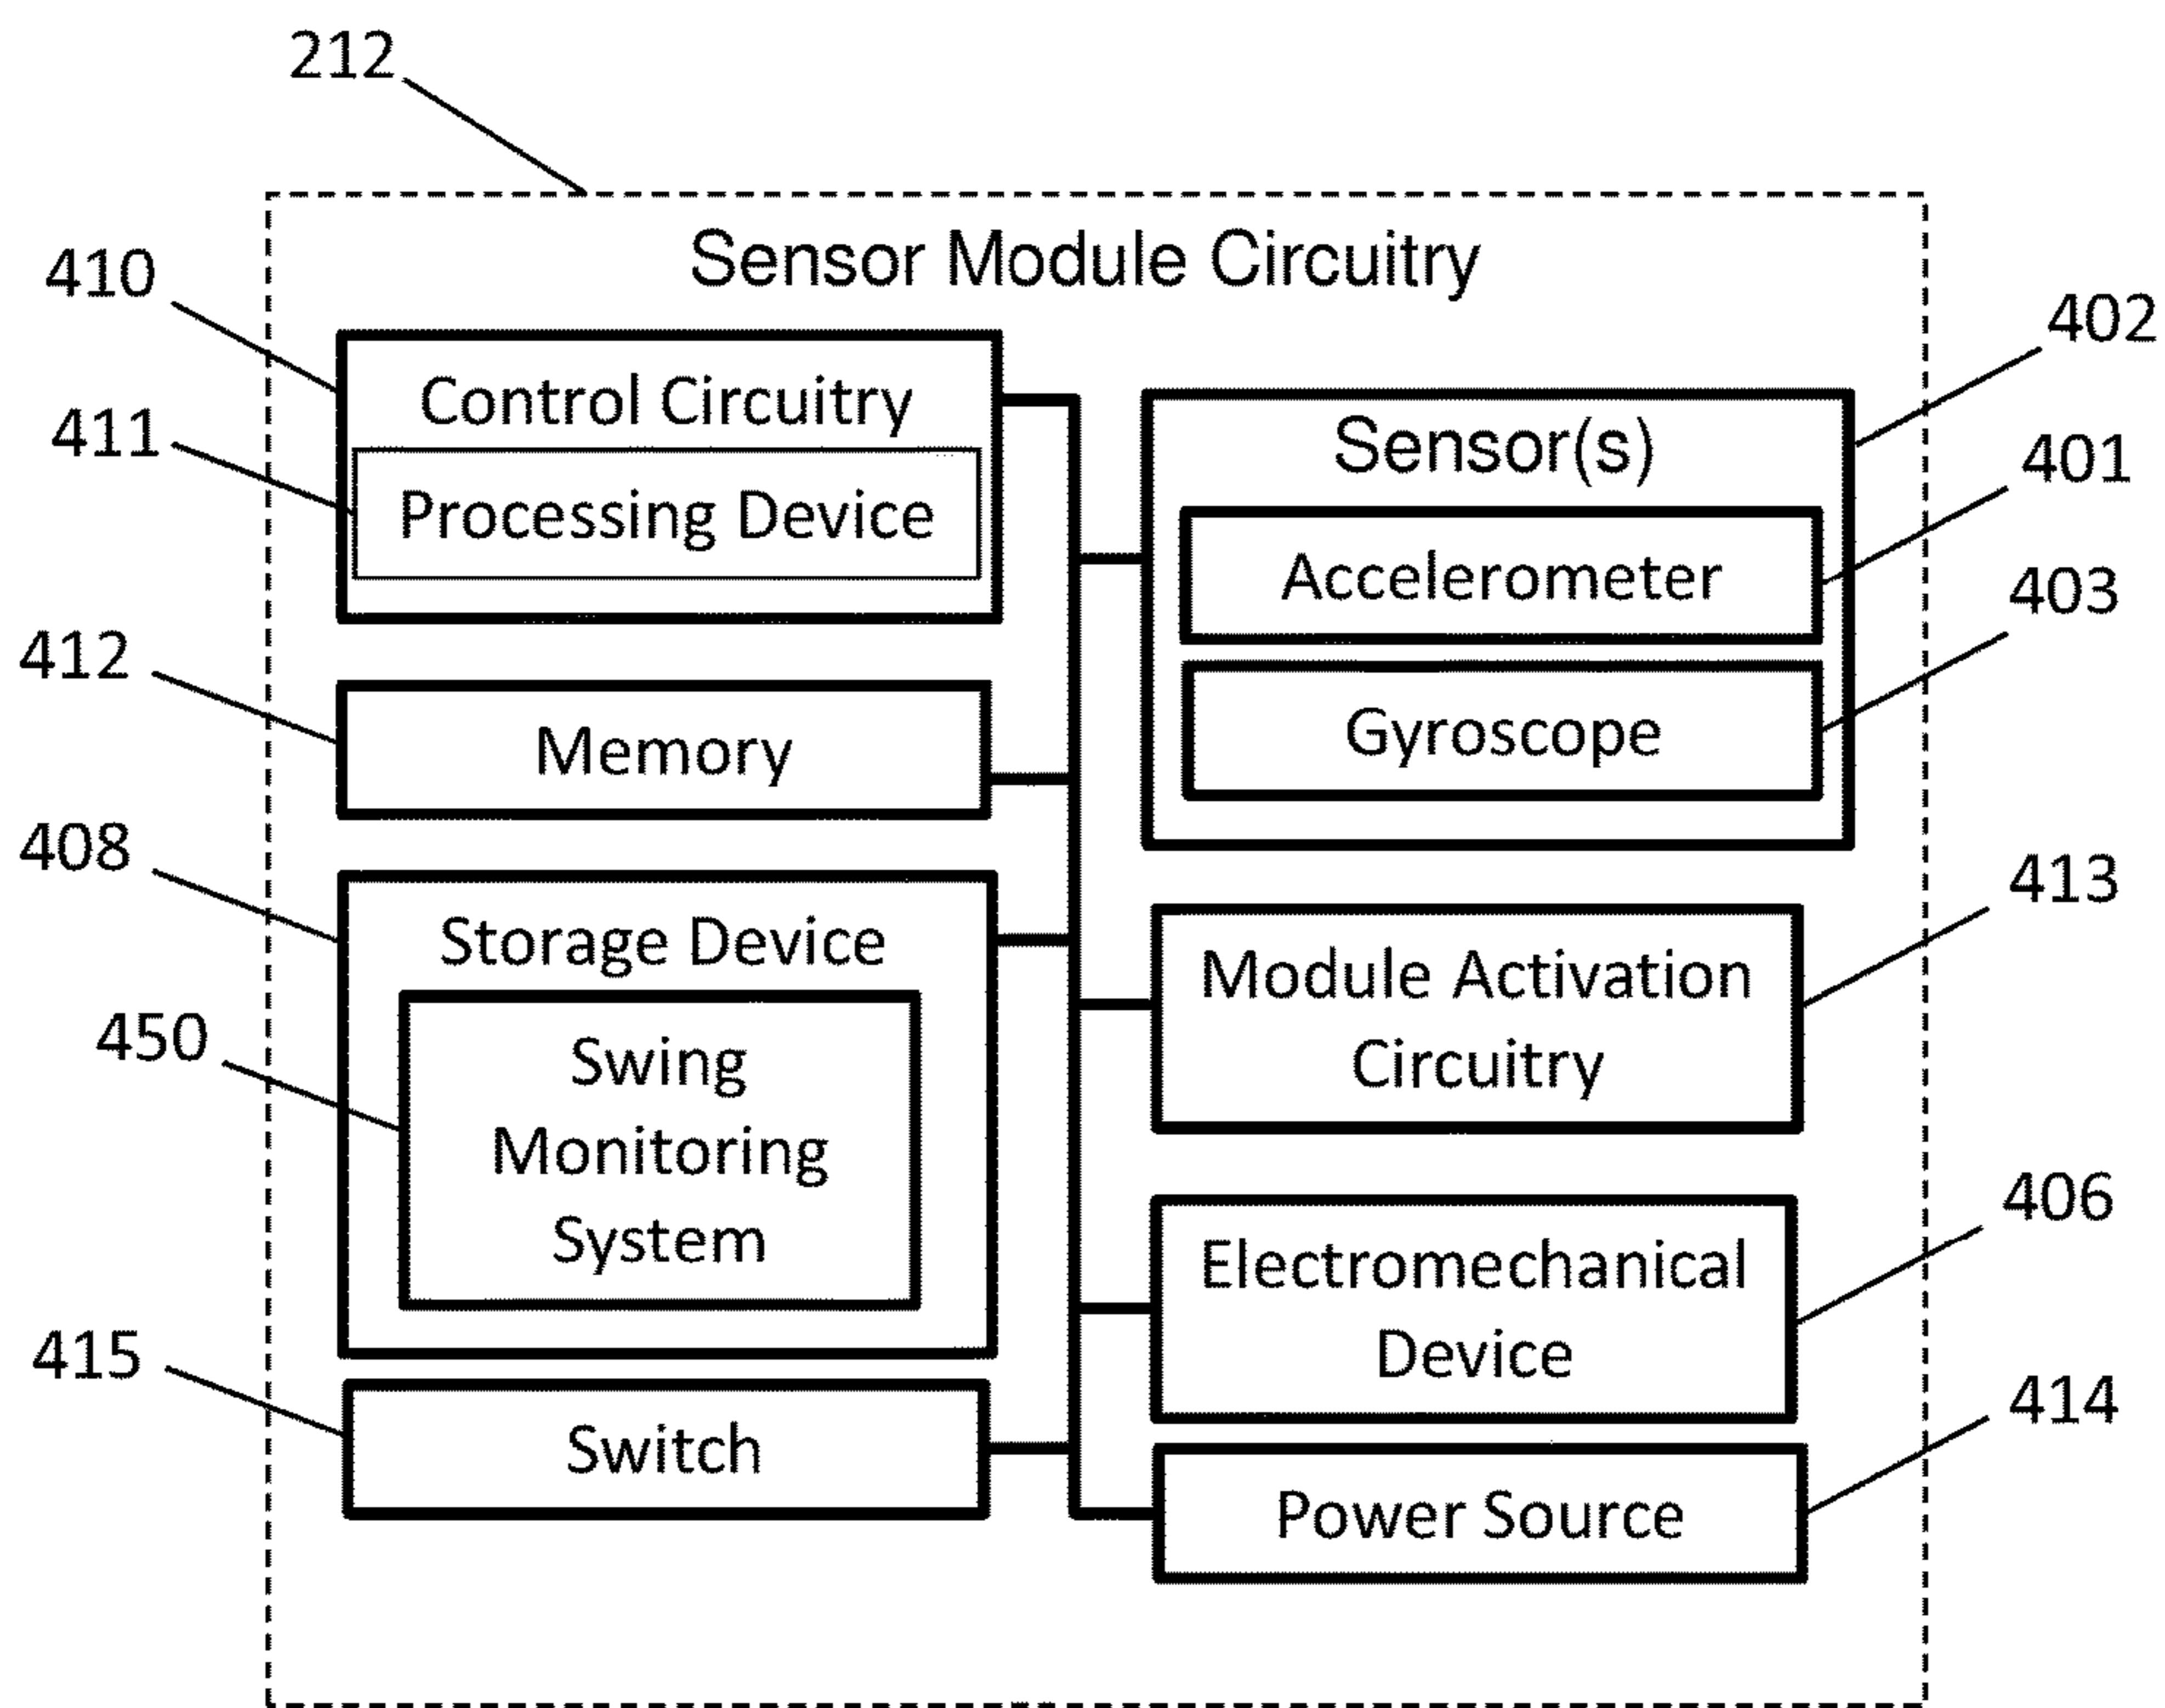 212
Sensor Module Circuitry
410
Control Circuitry
411
Processing Device
412
Memory
408
Storage Device
450
Swing
Monitoring
System
415
Switch
402
Sensor(s)
401
Accelerometer
403
Gyroscope
413
Module Activation
Circuitry
406
Electromechanical
Device
414
Power Source